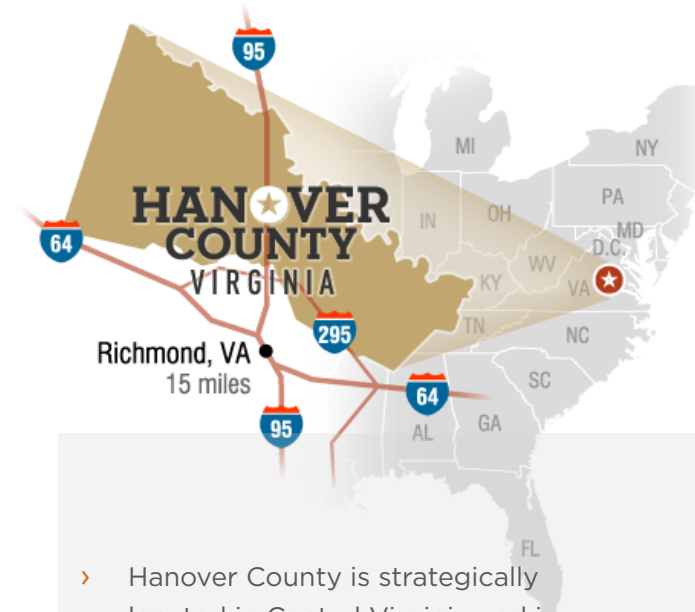 95
MI
NY
PA
IN
OH
MD
D.C.
HANOVER
COUNTY
VIRGINIA
64
WV
KY
VA
TN
295
NC
Richmond, VA
15 miles
SC
64
AL
GA
95
FL
› Hanover County is strategically